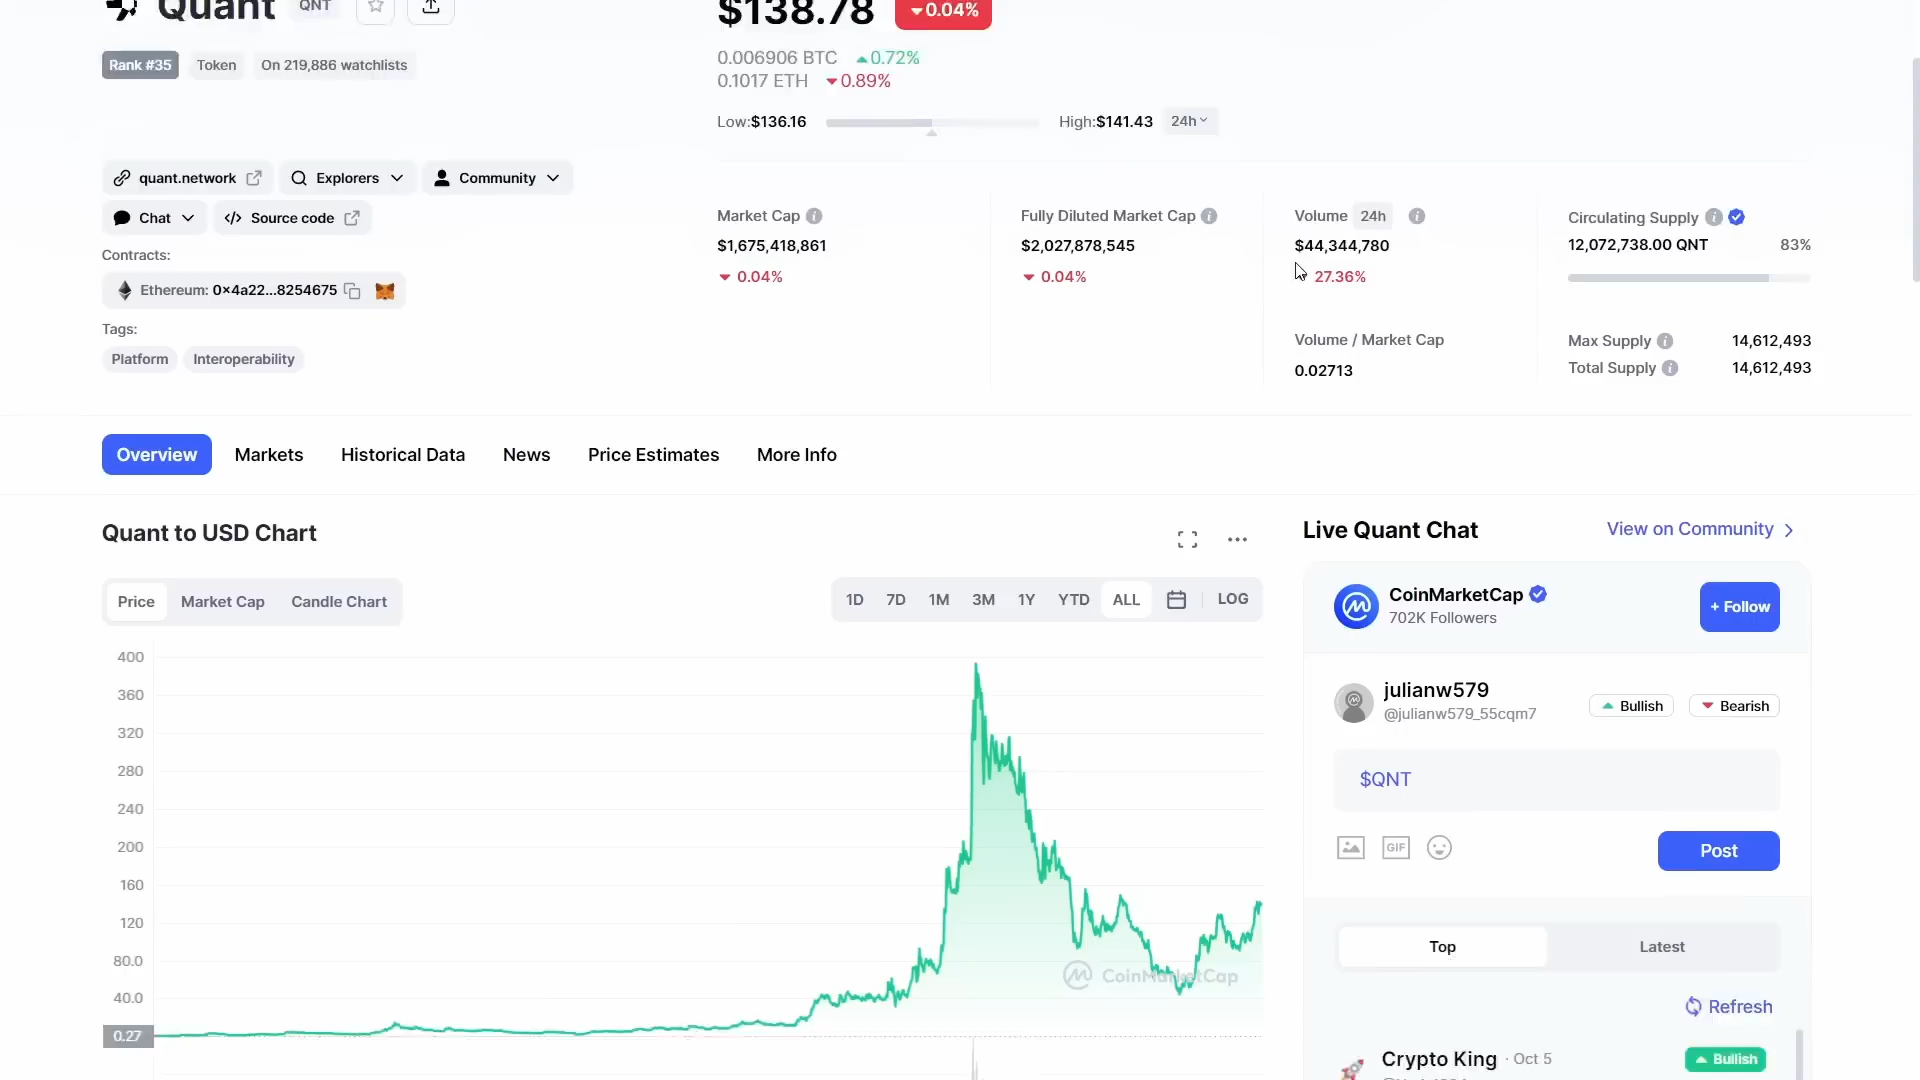 Quant QNT
$138.78 0.04%
Rank #35 Token On 219,886 watchlists
0.006906 BTC 0.72%
0.1017 ETH 0.89%
Low:$136.16 High:$141.43 24h
quant.network Explorers Community
Chat Source code
Contracts:
Ethereum: 0x4a22...8254675
Tags:
Platform Interoperability
Market Cap
$1,675,418,861
0.04%
Fully Diluted Market Cap
$2,027,878,545
0.04%
Volume 24h
$44,344,780
27.36%
Volume / Market Cap
0.02713
Circulating Supply
12,072,738.00 QNT 83%
Max Supply 14,612,493
Total Supply 14,612,493
Overview Markets Historical Data News Price Estimates More Info
Quant to USD Chart
Price Market Cap Candle Chart
1D 7D 1M 3M 1Y YTD ALL LOG
400
360
320
280
240
200
160
120
80.0
40.0
0.27
CoinMarketCap
Live Quant Chat View on Community
CoinMarketCap
702K Followers
+ Follow
julianw579
@julianw579_55cqm7
Bullish Bearish
$QNT
GIF
Post
Top Latest
Refresh
Crypto King · Oct 5
Bullish